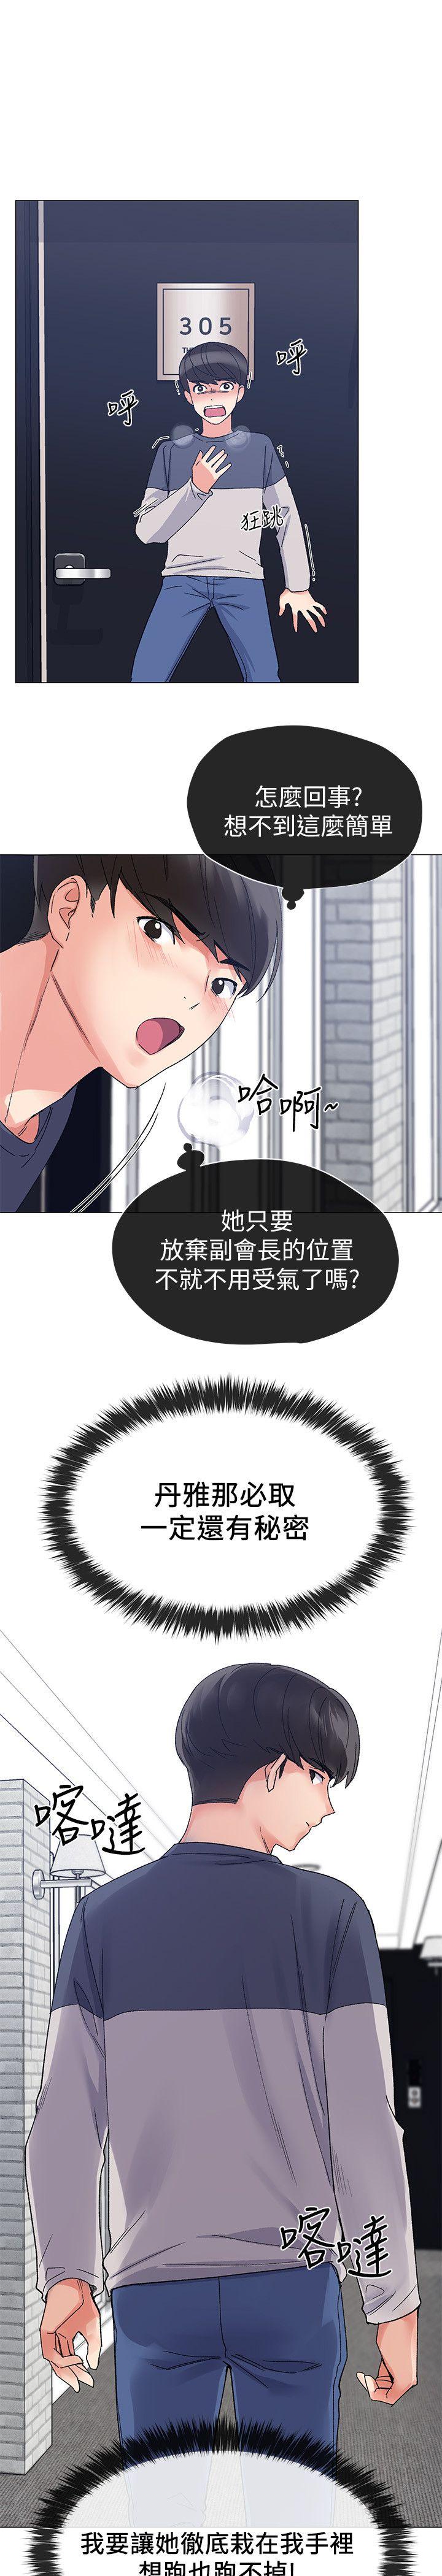 305
呼
呼
狂跳
怎麼回事?
想不到這麼簡單
哈啊~
她只要
放棄副會長的位置
不就不用受氣了嗎?
丹雅那必取
一定還有秘密
喀噠
喀噠
我要讓她徹底栽在我手裡
想跑也跑不掉!